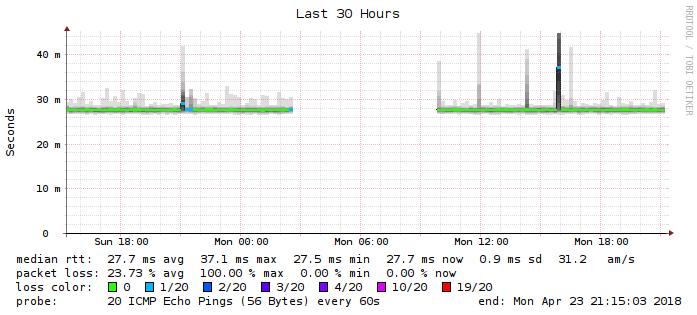 Last 30 Hours
RRDTOOL / TOBI OETIKER
Seconds
40 m
30 m
20 m
10 m
0
Sun 18:00 Mon 00:00 Mon 06:00 Mon 12:00 Mon 18:00
median rtt: 27.7 ms avg 37.1 ms max 27.5 ms min 27.7 ms now 0.9 ms sd 31.2 am/s
packet loss: 23.73 % avg 100.00 % max 0.00 % min 0.00 % now
loss color: 0 1/20 2/20 3/20 4/20 10/20 19/20
probe: 20 ICMP Echo Pings (56 Bytes) every 60s end: Mon Apr 23 21:15:03 2018